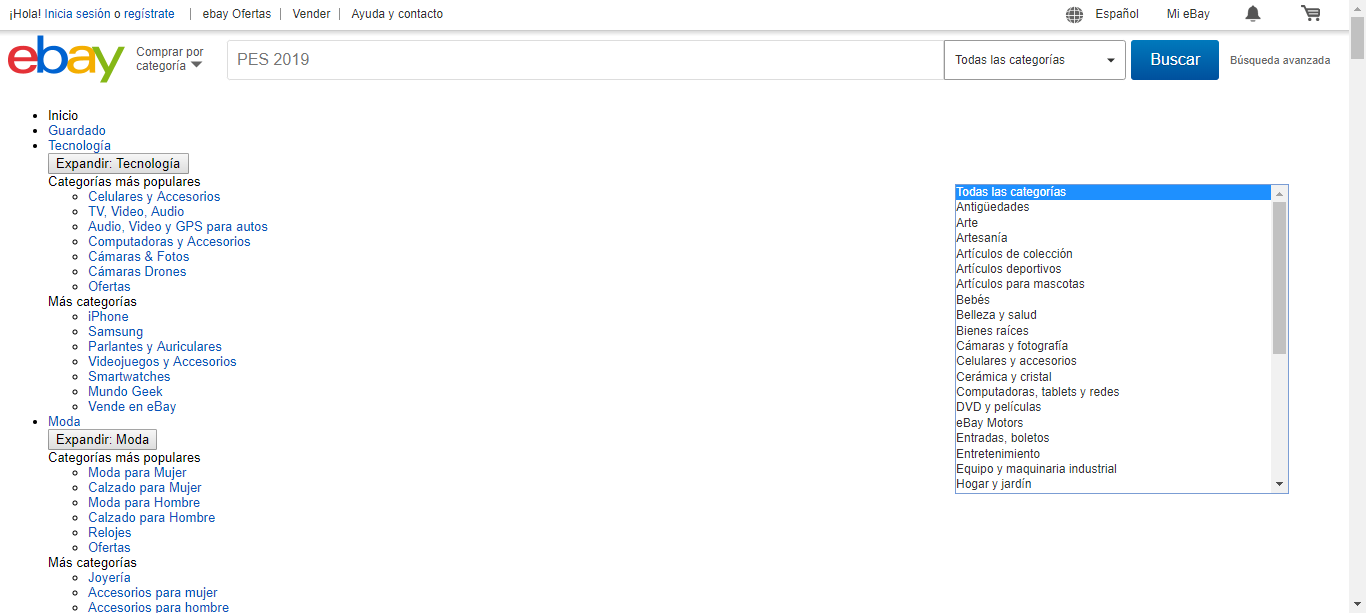 ¡Hola! Inicia sesión o regístrate | ebay Ofertas | Vender | Ayuda y contacto Español Mi eBay
ebay Comprar por categoría PES 2019 Todas las categorías Buscar Búsqueda avanzada
Inicio
Guardado
Tecnología
Expandir: Tecnología
Categorías más populares
Celulares y Accesorios
TV, Video, Audio
Audio, Video y GPS para autos
Computadoras y Accesorios
Cámaras & Fotos
Cámaras Drones
Ofertas
Más categorías
iPhone
Samsung
Parlantes y Auriculares
Videojuegos y Accesorios
Smartwatches
Mundo Geek
Vende en eBay
Moda
Expandir: Moda
Categorías más populares
Moda para Mujer
Calzado para Mujer
Moda para Hombre
Calzado para Hombre
Relojes
Ofertas
Más categorías
Joyería
Accesorios para mujer
Accesorios para hombre
Todas las categorías
Antigüedades
Arte
Artesanía
Artículos de colección
Artículos deportivos
Artículos para mascotas
Bebés
Belleza y salud
Bienes raíces
Cámaras y fotografía
Celulares y accesorios
Cerámica y cristal
Computadoras, tablets y redes
DVD y películas
eBay Motors
Entradas, boletos
Entretenimiento
Equipo y maquinaria industrial
Hogar y jardín